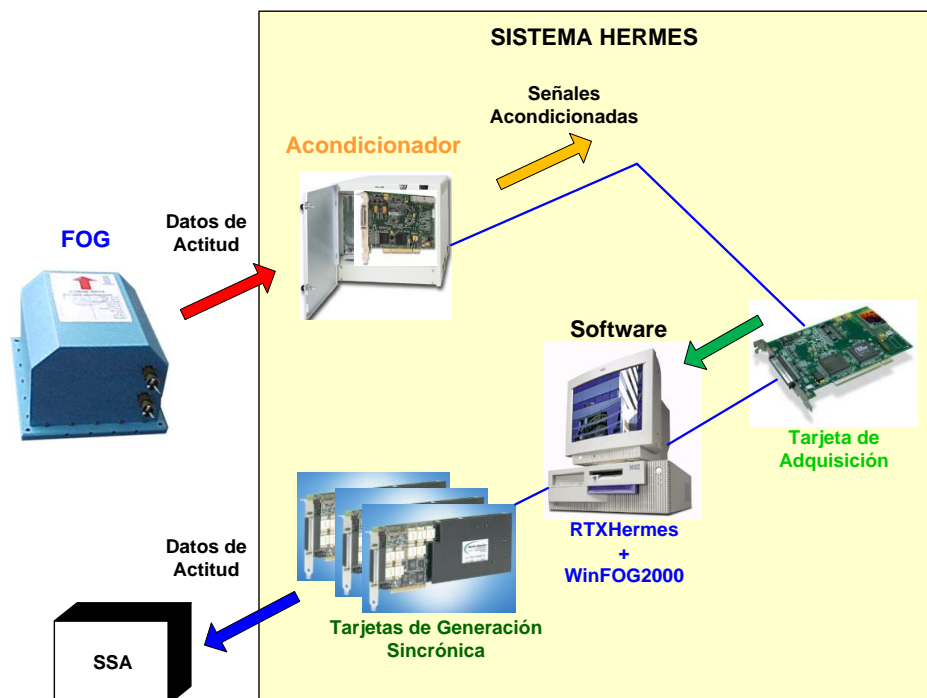 SISTEMA HERMES
Señales
Acondicionadas
Acondicionador
Datos de
Actitud
FOG
Software
Tarjeta de
Adquisición
RTXHermes
+
WinFOG2000
Datos de
Actitud
Tarjetas de Generación
Sincrónica
SSA